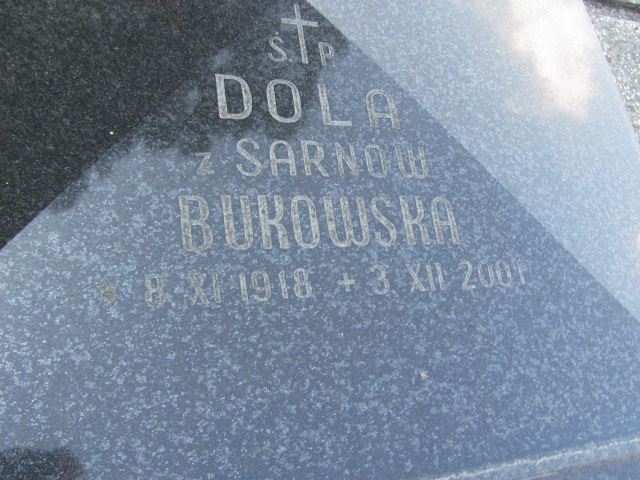 Ś P
DOLA
z SARNÓW
BUKOWSKA
* 8 XI 1918 + 3 XII 2001